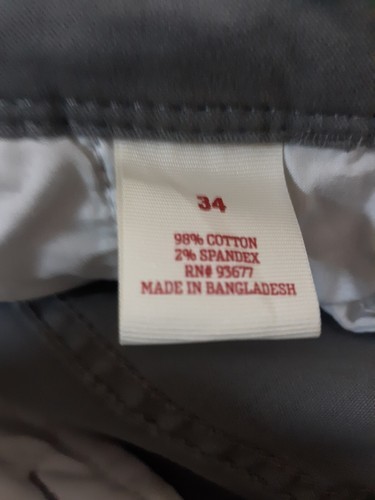 34
98% COTTON
2% SPANDEX
RN# 93677
MADE IN BANGLADESH